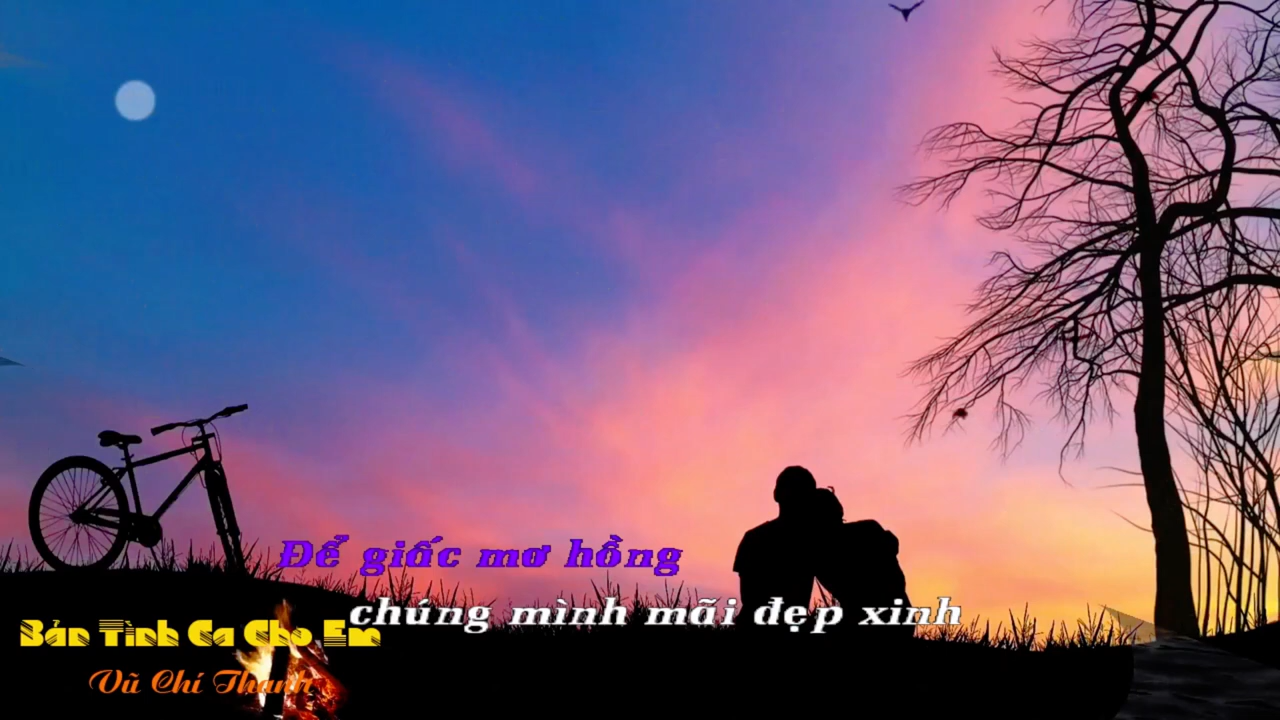 Để giấc mơ hồng
chúng mình mãi đẹp xinh
Bản Tình Ca Cho Em
Vũ Chí Thanh